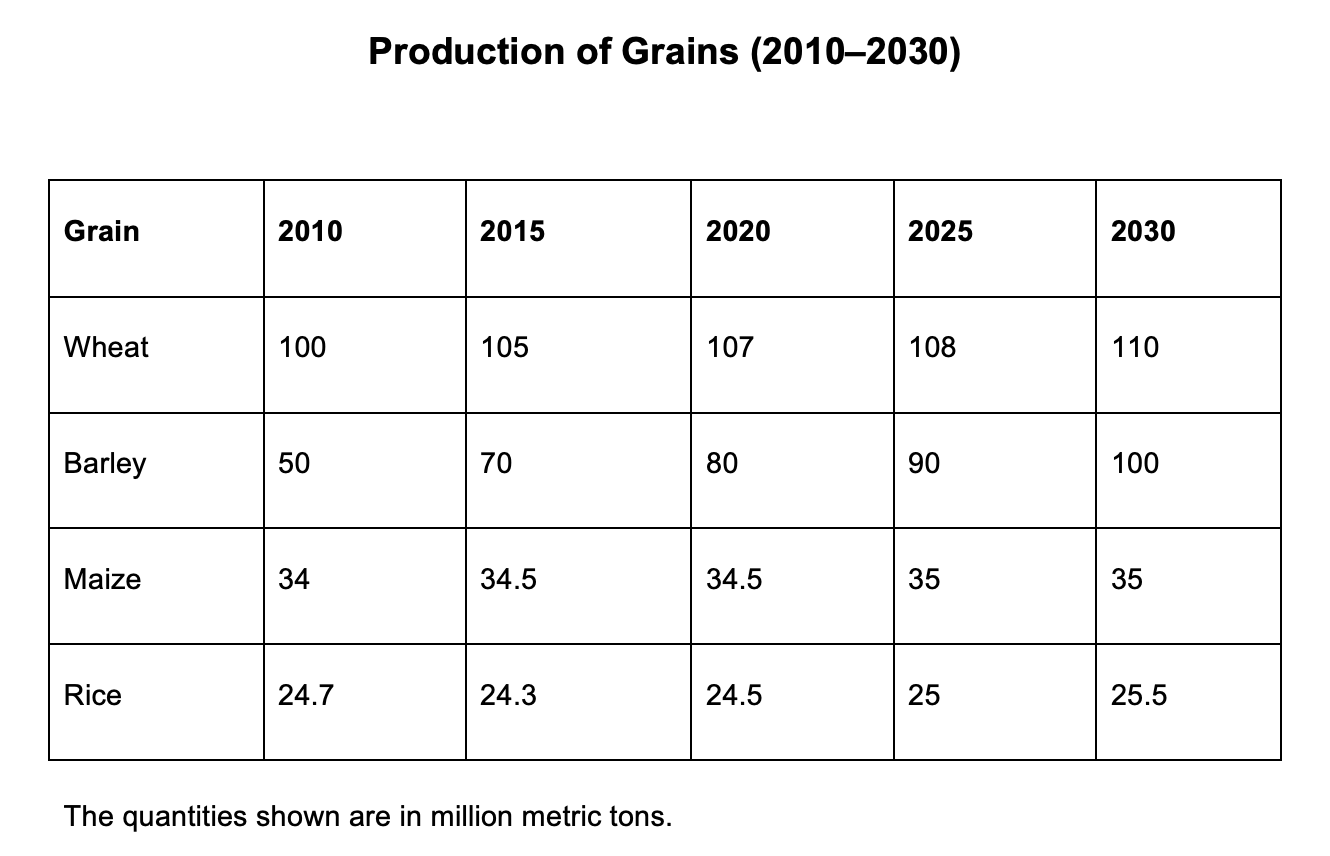 Production of Grains (2010–2030)
Grain 2010 2015 2020 2025 2030
Wheat 100 105 107 108 110
Barley 50 70 80 90 100
Maize 34 34.5 34.5 35 35
Rice 24.7 24.3 24.5 25 25.5
The quantities shown are in million metric tons.